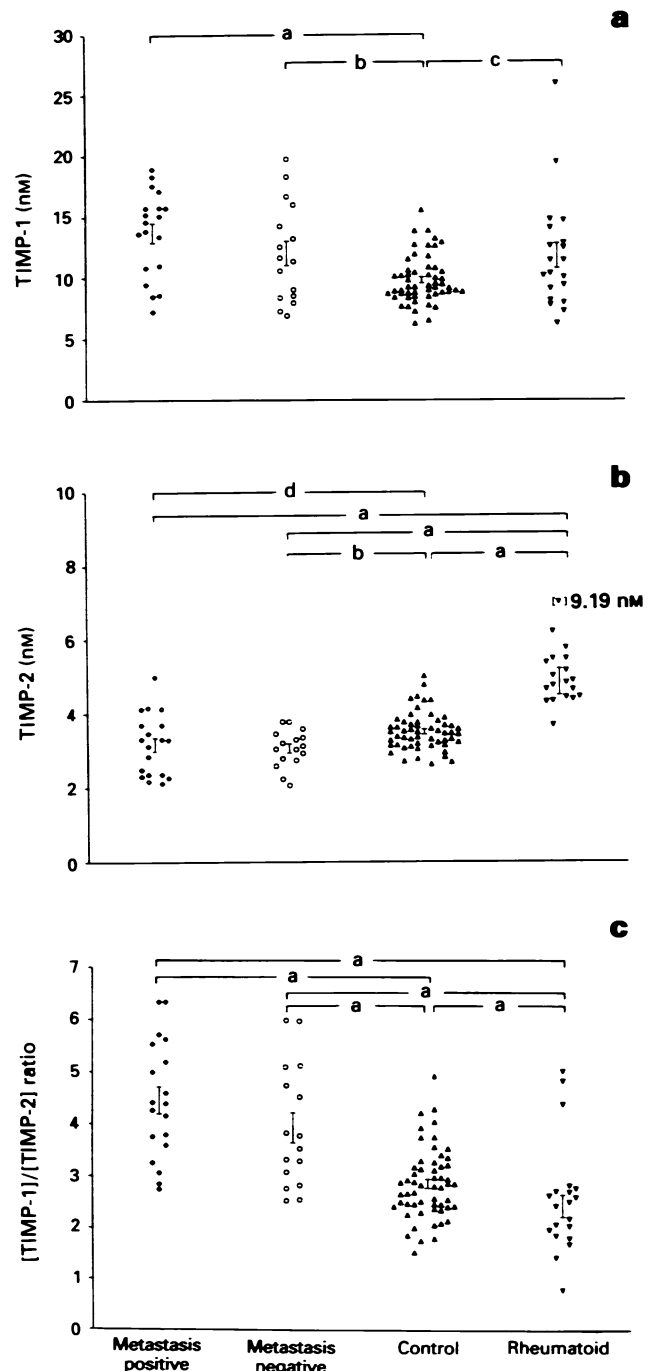 a
30
a
b
c
25
20
15
10
5
0
TIMP-1 (nM)
b
10
d
a
a
b
a
8
[▾]9.19 nM
6
4
2
0
TIMP-2 (nM)
c
7
a
a
a
a
a
6
5
4
3
2
1
0
[TIMP-1]/[TIMP-2] ratio
Metastasis
positive
Metastasis
negative
Control
Rheumatoid